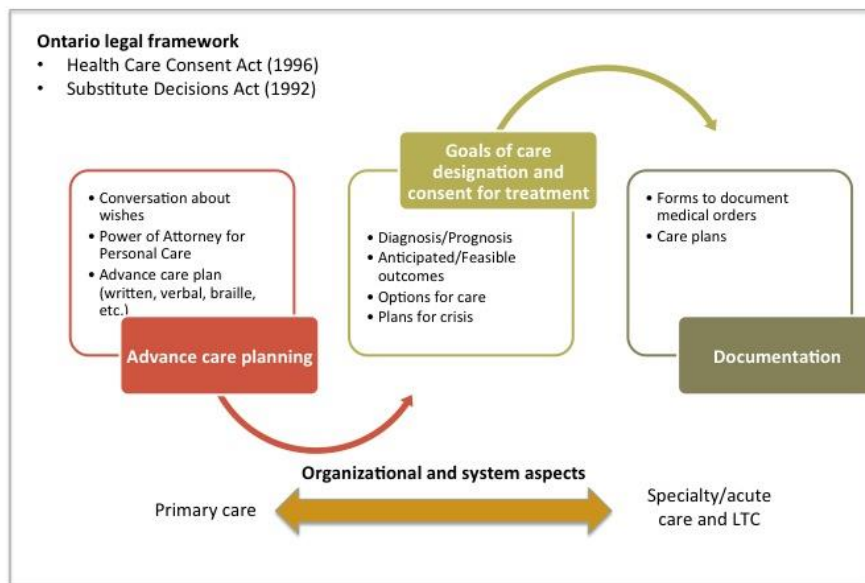 Ontario legal framework
• Health Care Consent Act (1996)
• Substitute Decisions Act (1992)
• Conversation about
wishes
• Power of Attorney for
Personal Care
• Advance care plan
(written, verbal, braille,
etc.)
Advance care planning
Goals of care
designation and
consent for treatment
• Diagnosis/Prognosis
• Anticipated/Feasible
outcomes
• Options for care
• Plans for crisis
• Forms to document
medical orders
• Care plans
Documentation
Organizational and system aspects
Primary care
Specialty/acute
care and LTC